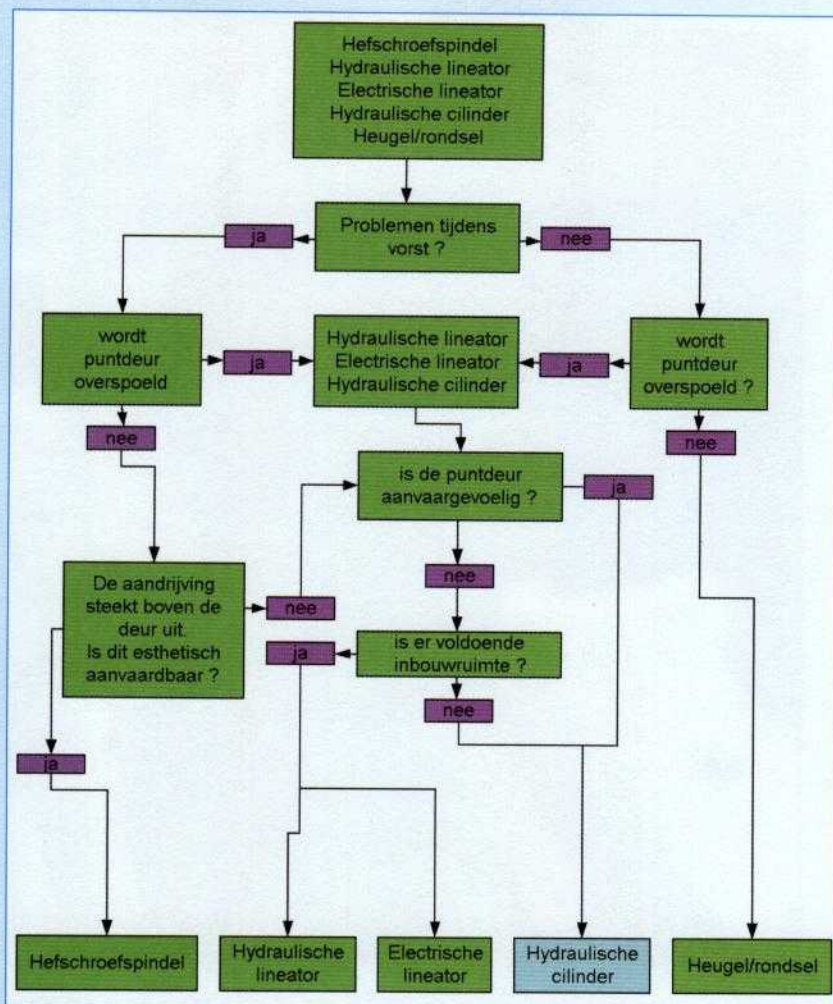 Hefschroefspindel
Hydraulische lineator
Electrische lineator
Hydraulische cilinder
Heugel/rondsel
Problemen tijdens
vorst ?
ja
nee
wordt
puntdeur
overspoeld
ja
Hydraulische lineator
Electrische lineator
Hydraulische cilinder
ja
wordt
puntdeur
overspoeld ?
nee
nee
is de puntdeur
aanvaargevoelig ?
ja
nee
De aandrijving
steekt boven de
deur uit.
Is dit esthetisch
aanvaardbaar ?
nee
ja
is er voldoende
inbouwruimte ?
nee
ja
Hefschroefspindel
Hydraulische
lineator
Electrische
lineator
Hydraulische
cilinder
Heugel/rondsel